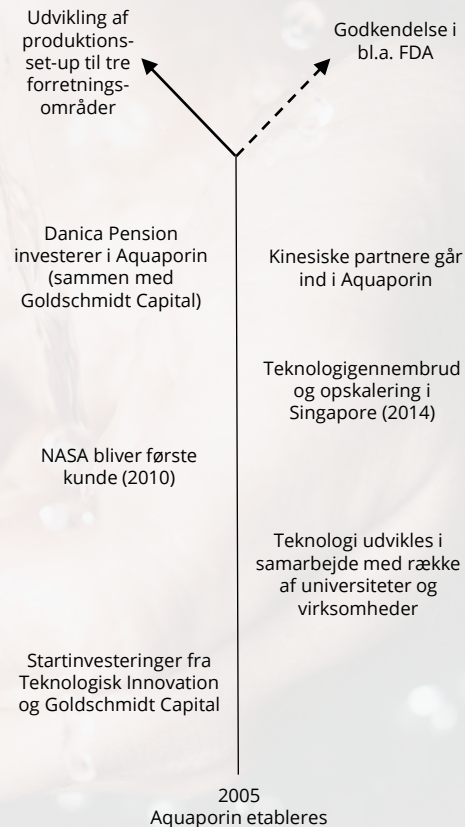 Udvikling af
produktions-
set-up til tre
forretnings-
områder
Godkendelse i
bl.a. FDA
Danica Pension
investerer i Aquaporin
(sammen med
Goldschmidt Capital)
Kinesiske partnere går
ind i Aquaporin
Teknologigennembrud
og opskalering i
Singapore (2014)
NASA bliver første
kunde (2010)
Teknologi udvikles i
samarbejde med række
af universiteter og
virksomheder
Startinvesteringer fra
Teknologisk Innovation
og Goldschmidt Capital
2005
Aquaporin etableres